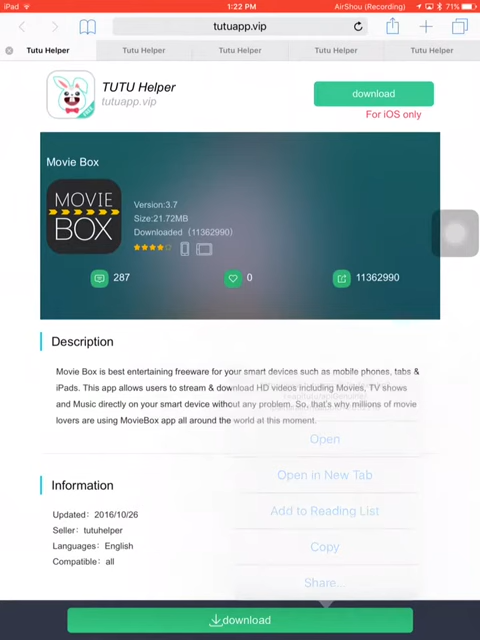 iPad 1:22 PM AirShou (Recording) 71%
tutuapp.vip
Tutu Helper Tutu Helper Tutu Helper Tutu Helper Tutu Helper
TUTU Helper
tutuapp.vip
download
For iOS only
Movie Box
MOVIE
BOX
Version:3.7
Size:21.72MB
Downloaded (11362990)
287 0 11362990
Description
Movie Box is best entertaining freeware for your smart devices such as mobile phones, tabs &
iPads. This app allows users to stream & download HD videos including Movies, TV shows
and Music directly on your smart device without any problem. So, that's why millions of movie
lovers are using MovieBox app all around the world at this moment.
Open
Open in New Tab
Information
Add to Reading List
Updated: 2016/10/26
Seller: tutuhelper
Languages: English
Copy
Compatible: all
Share...
download